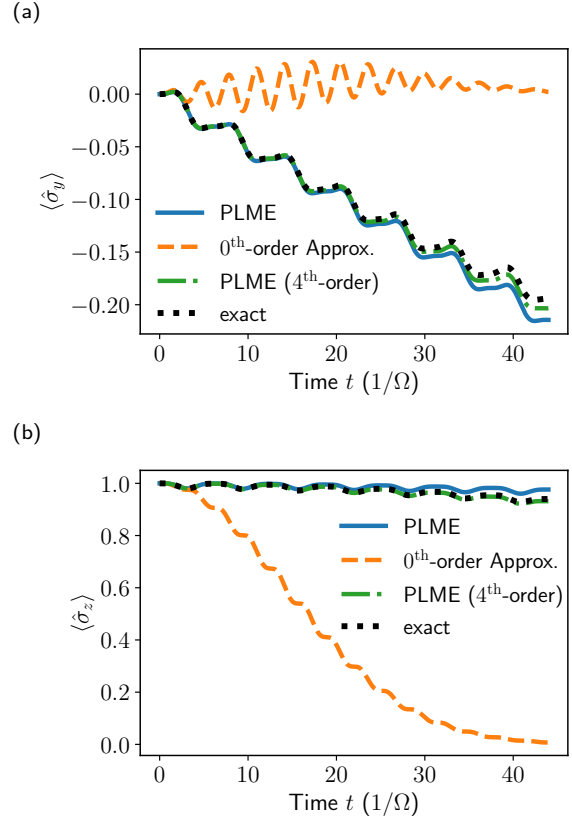 (a)
0.00
−0.05
−0.10
−0.15
−0.20
⟨σ̂y⟩
PLME
0th-order Approx.
PLME (4th-order)
exact
0 10 20 30 40
Time t (1/Ω)
(b)
1.0
0.8
0.6
0.4
0.2
0.0
⟨σ̂z⟩
PLME
0th-order Approx.
PLME (4th-order)
exact
0 10 20 30 40
Time t (1/Ω)